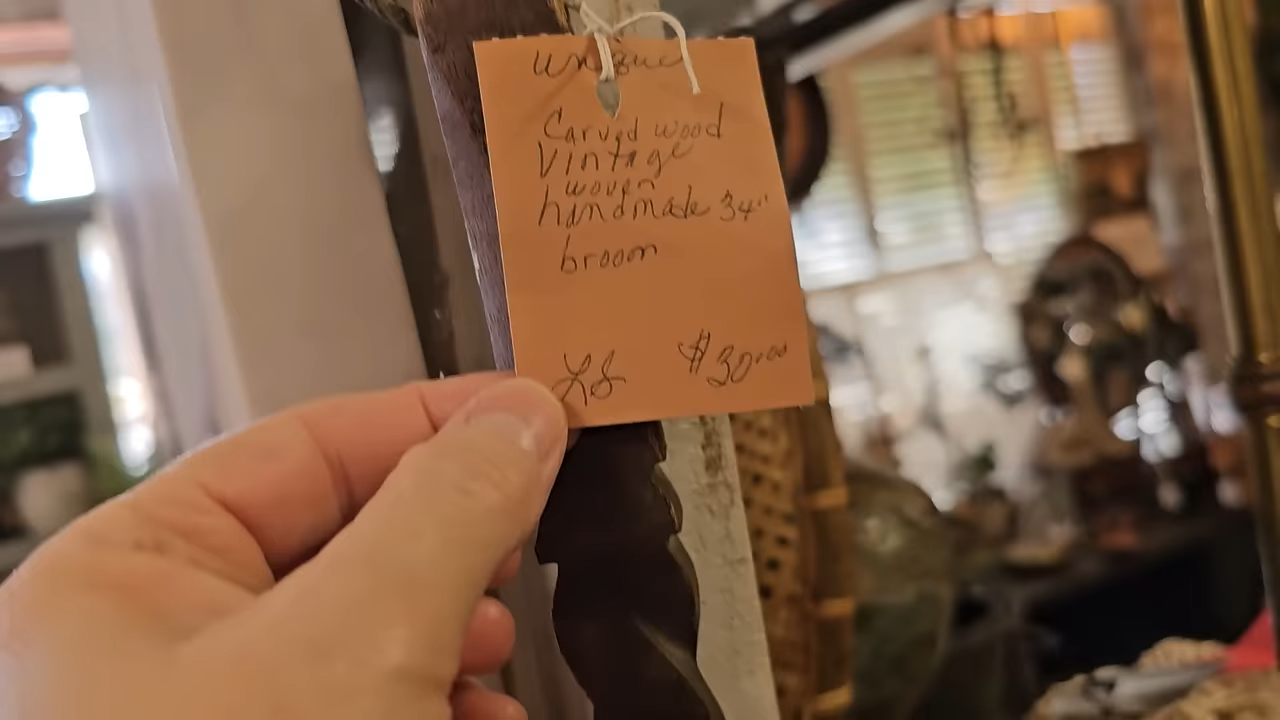 unique
Carved wood
Vintage
woven
handmade 34"
broom
LS $30.00